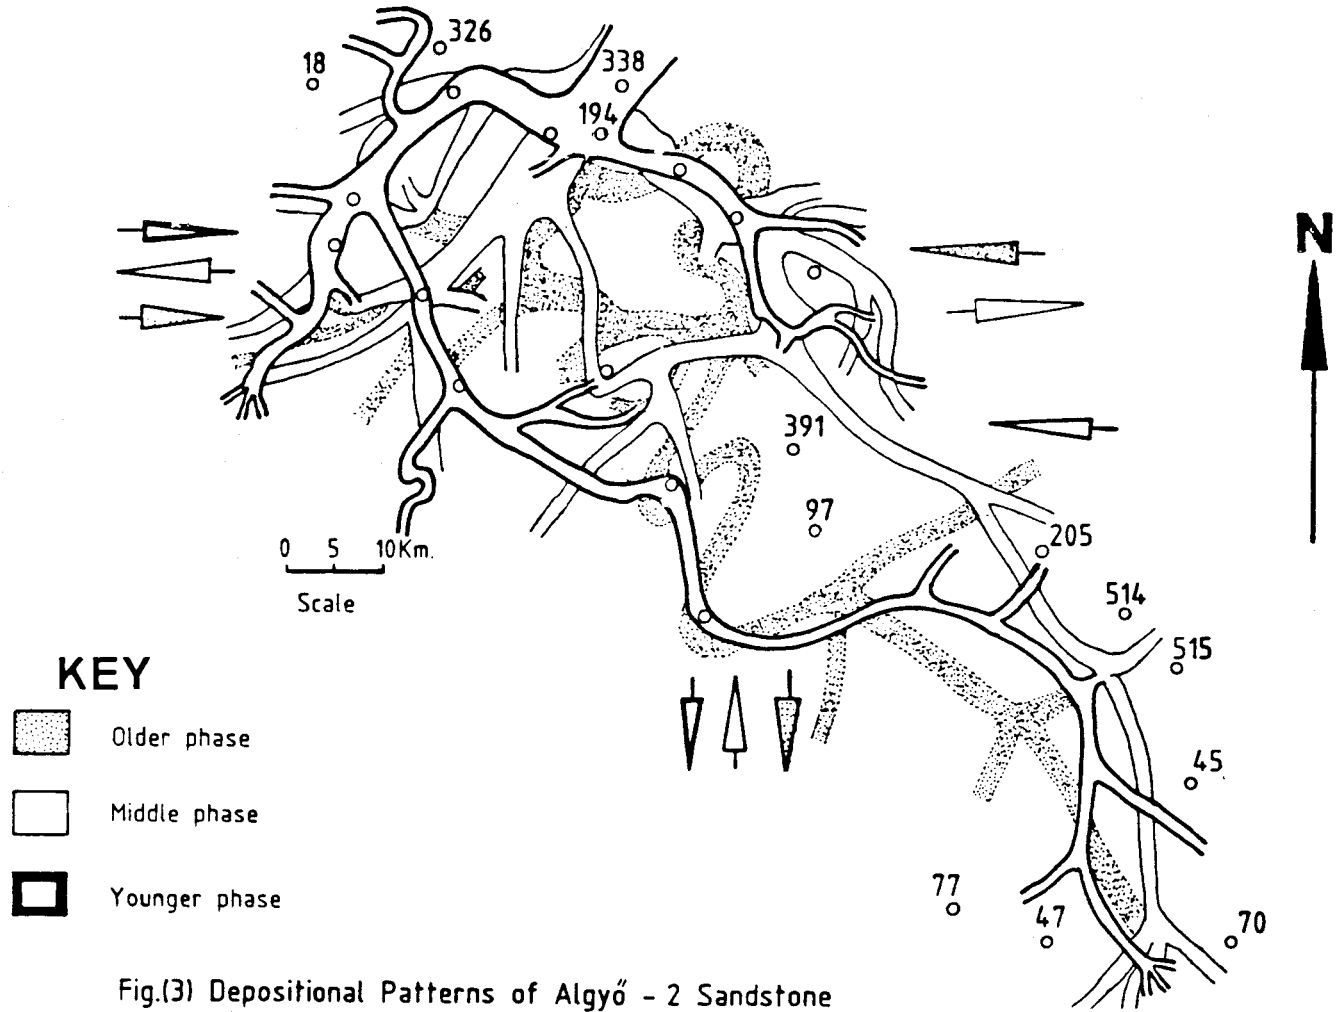 326
18
338
194
N
391
97
205
0 5 10Km.
Scale
514
515
KEY
Older phase
45
Middle phase
Younger phase
77
47
70
Fig.(3) Depositional Patterns of Algyő - 2 Sandstone